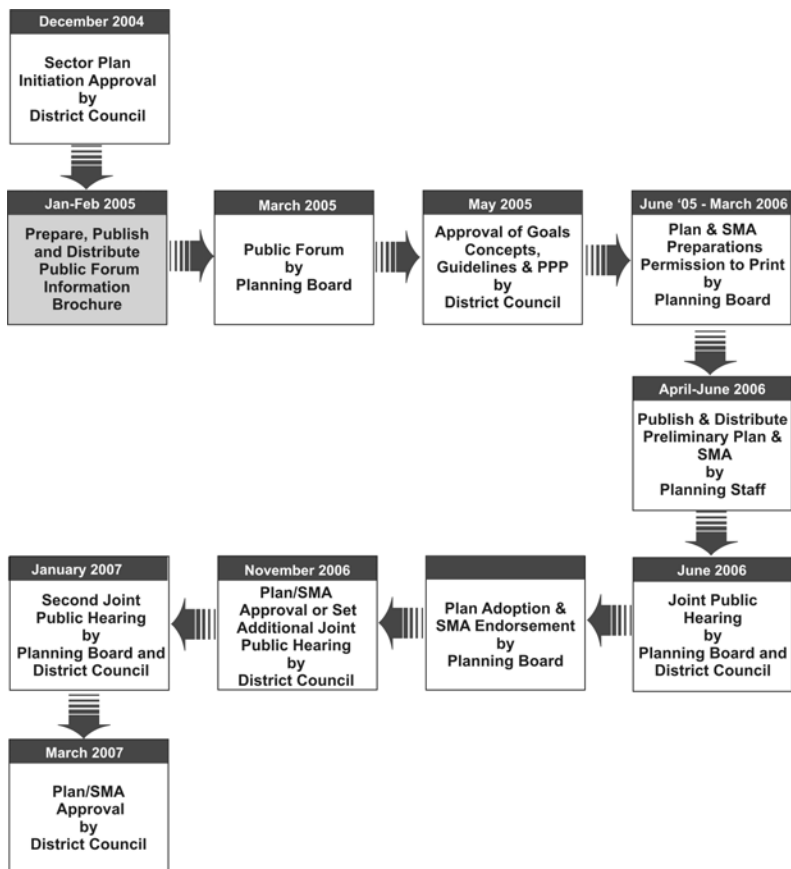 December 2004
Sector Plan
Initiation Approval
by
District Council
Jan-Feb 2005
Prepare, Publish
and Distribute
Public Forum
Information
Brochure
March 2005
Public Forum
by
Planning Board
May 2005
Approval of Goals
Concepts,
Guidelines & PPP
by
District Council
June ‘05 - March 2006
Plan & SMA
Preparations
Permission to Print
by
Planning Board
April-June 2006
Publish & Distribute
Preliminary Plan &
SMA
by
Planning Staff
June 2006
Joint Public
Hearing
by
Planning Board and
District Council
Plan Adoption &
SMA Endorsement
by
Planning Board
November 2006
Plan/SMA
Approval or Set
Additional Joint
Public Hearing
by
District Council
January 2007
Second Joint
Public Hearing
by
Planning Board and
District Council
March 2007
Plan/SMA
Approval
by
District Council